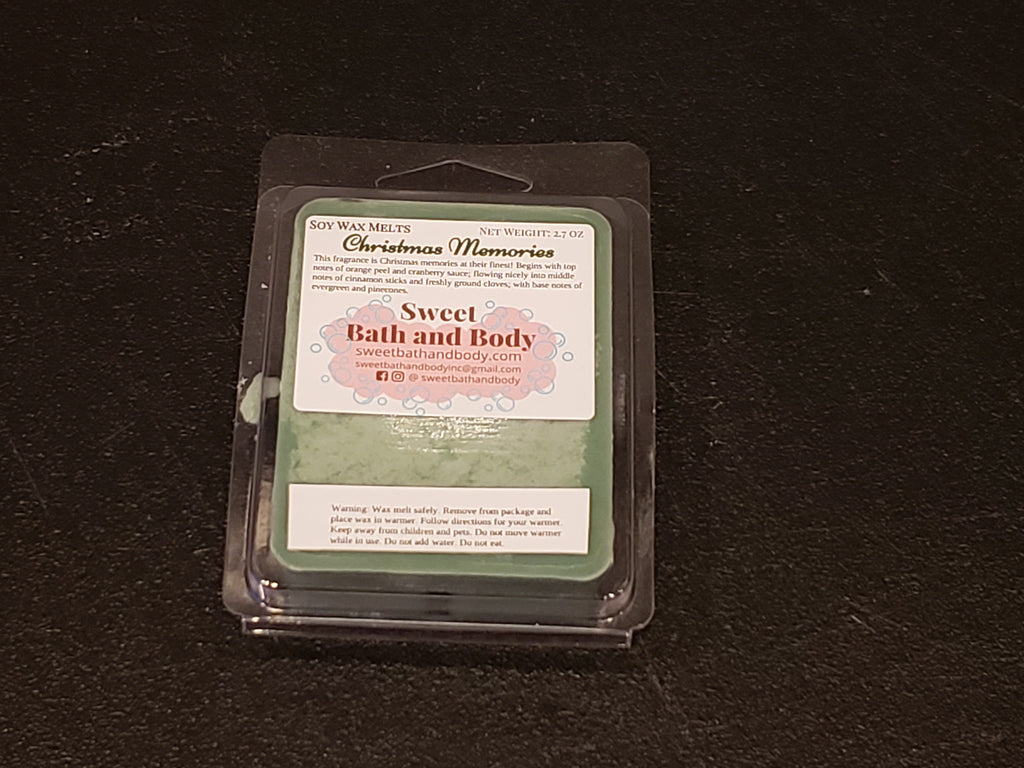 SOY WAX MELTS
NET WEIGHT: 2.7 OZ
Christmas Memories
This fragrance is Christmas memories at their finest! Begins with top
notes of orange peel and cranberry sauce; flowing nicely into middle
notes of cinnamon sticks and freshly ground cloves; with base notes of
evergreen and pinecones.
Sweet
Bath and Body
sweetbathandbody.com
sweetbathandbodyinc@gmail.com
@ sweetbathandbody
Warning: Wax melt safely. Remove from package and
place wax in warmer. Follow directions for your warmer.
Keep away from children and pets. Do not move warmer
while in use. Do not add water. Do not eat.